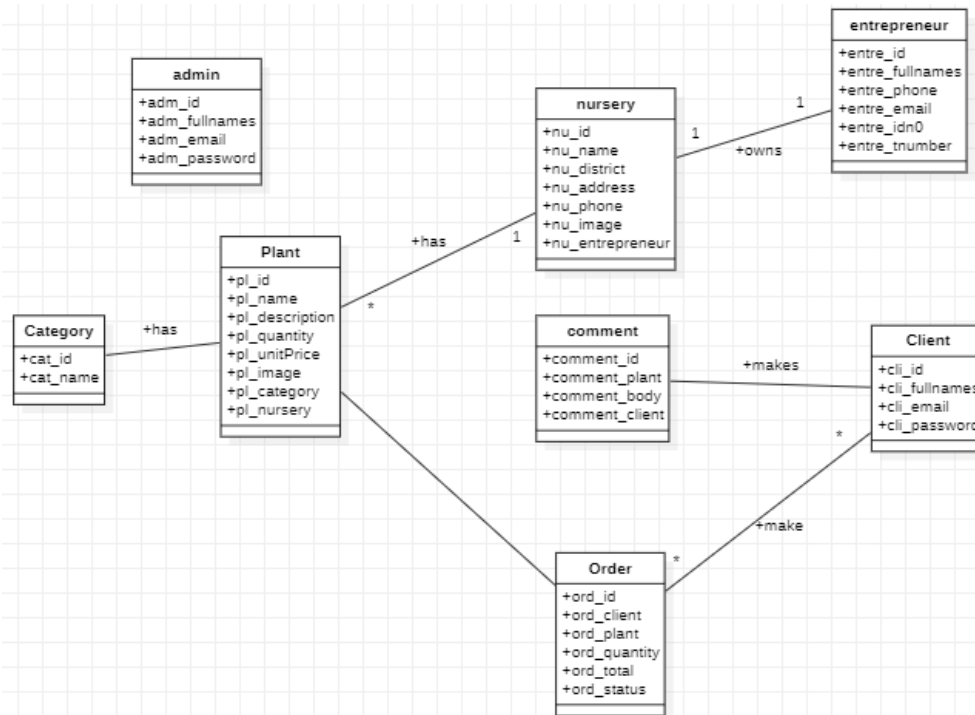 entrepreneur
+entre_id
+entre_fullnames
+entre_phone
+entre_email
+entre_idn0
+entre_tnumber
admin
+adm_id
+adm_fullnames
+adm_email
+adm_password
nursery
+nu_id
+nu_name
+nu_district
+nu_address
+nu_phone
+nu_image
+nu_entrepreneur
1
1
+owns
Plant
+pl_id
+pl_name
+pl_description
+pl_quantity
+pl_unitPrice
+pl_image
+pl_category
+pl_nursery
+has
1
*
Category
+cat_id
+cat_name
+has
comment
+comment_id
+comment_plant
+comment_body
+comment_client
+makes
Client
+cli_id
+cli_fullnames
+cli_email
+cli_password
*
+make
*
Order
+ord_id
+ord_client
+ord_plant
+ord_quantity
+ord_total
+ord_status